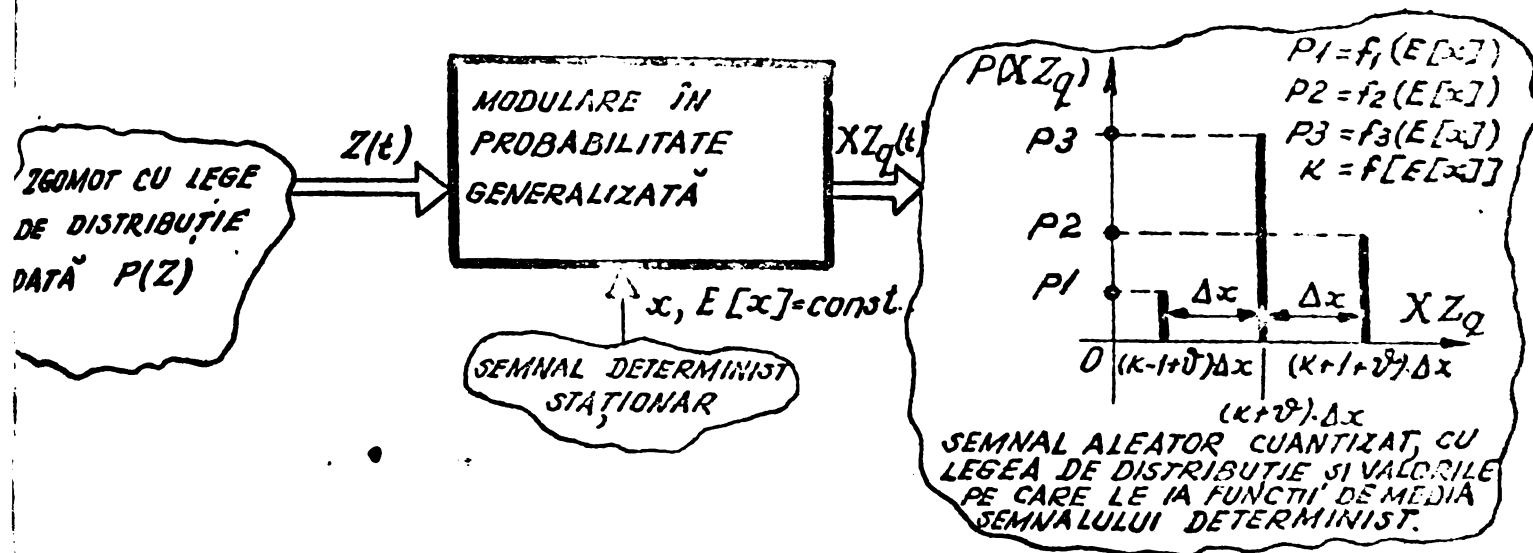 ZGOMOT CU LEGE
DE DISTRIBUȚIE
DATĂ P(Z)
Z(t)
MODULARE ÎN
PROBABILITATE
GENERALIZATĂ
x, E[x]=const.
SEMNAL DETERMINIST
STAȚIONAR
XZq(t)
P(XZq)
P1=f1(E[x])
P2=f2(E[x])
P3=f3(E[x])
K=f[E[x]]
P3
P2
P1
Δx
Δx
XZq
0
(K-1+ϑ)Δx
(K+1+ϑ).Δx
(K+ϑ).Δx
SEMNAL ALEATOR CUANTIZAT, CU
LEGEA DE DISTRIBUȚIE SI VALORILE
PE CARE LE IA FUNCTII DE MEDIA
SEMNALULUI DETERMINIST.